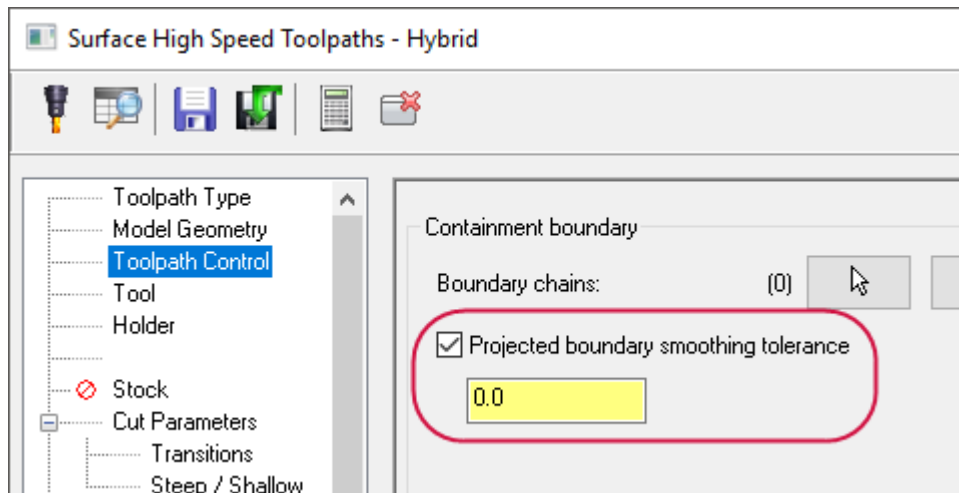 Surface High Speed Toolpaths - Hybrid
Toolpath Type
Model Geometry
Toolpath Control
Tool
Holder
Stock
Cut Parameters
Transitions
Steep / Shallow
Containment boundary
Boundary chains: (0)
Projected boundary smoothing tolerance
0.0